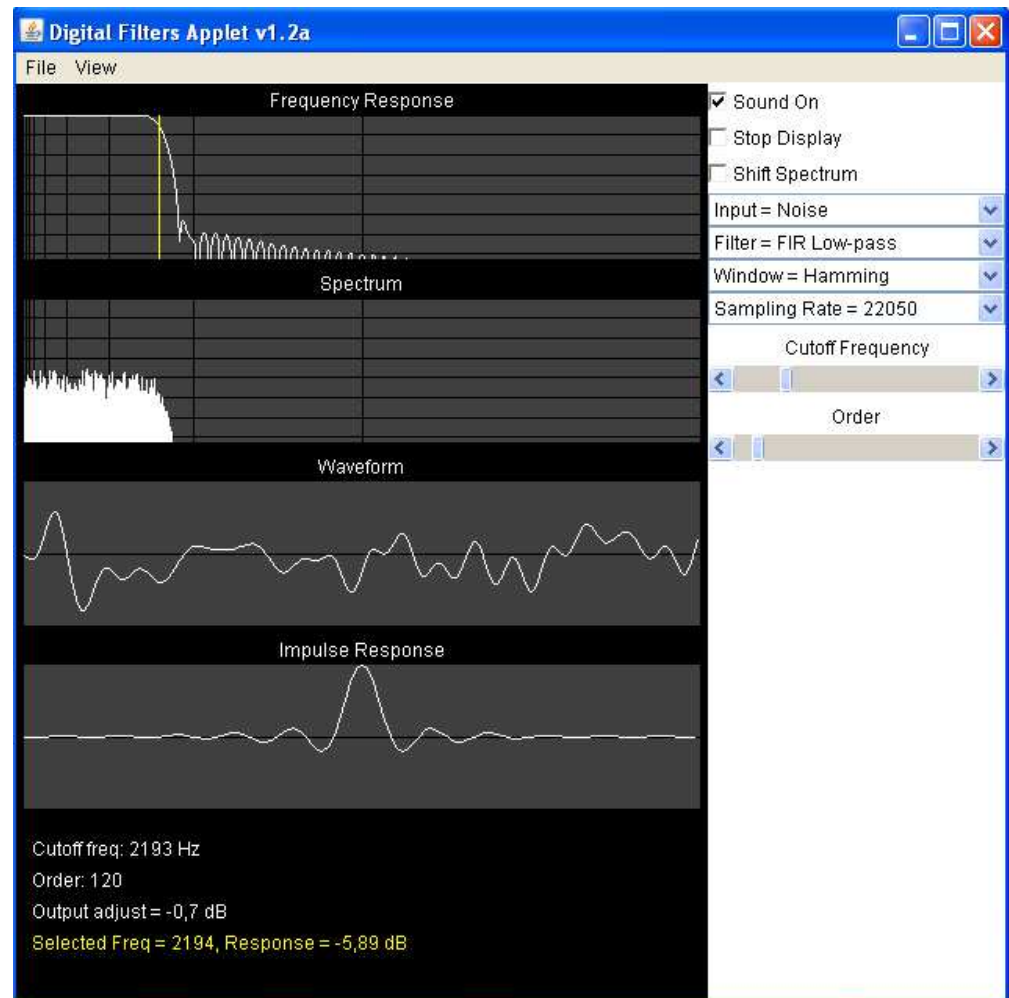 Digital Filters Applet v1.2a
File View
Frequency Response
Spectrum
Waveform
Impulse Response
Cutoff freq: 2193 Hz
Order: 120
Output adjust = -0,7 dB
Selected Freq = 2194, Response = -5,89 dB
Sound On
Stop Display
Shift Spectrum
Input = Noise
Filter = FIR Low-pass
Window = Hamming
Sampling Rate = 22050
Cutoff Frequency
Order